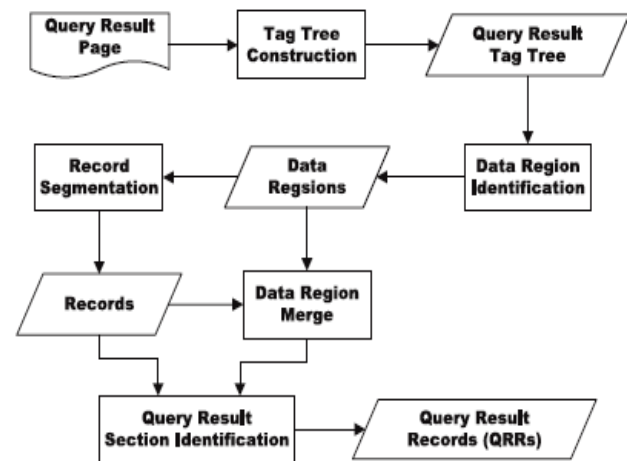 Query Result
Page
Tag Tree
Construction
Query Result
Tag Tree
Record
Segmentation
Data
Regsions
Data Region
Identification
Records
Data Region
Merge
Query Result
Section Identification
Query Result
Records (QRRs)